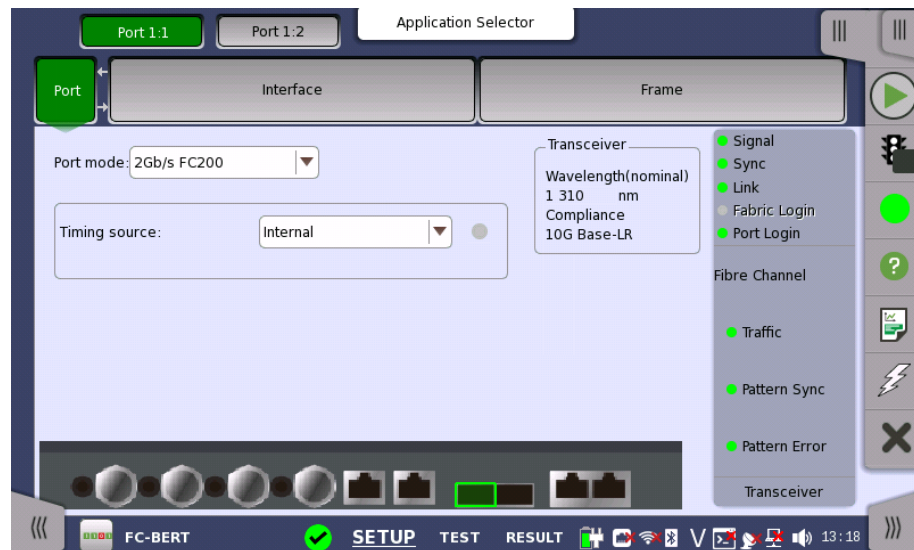 Application Selector
Port 1:1
Port 1:2
Port
Interface
Frame
Port mode:
2Gb/s FC200
Timing source:
Internal
Transceiver
Wavelength(nominal)
1 310 nm
Compliance
10G Base-LR
Signal
Sync
Link
Fabric Login
Port Login
Fibre Channel
Traffic
Pattern Sync
Pattern Error
Transceiver
FC-BERT
SETUP
TEST
RESULT
V
13:18